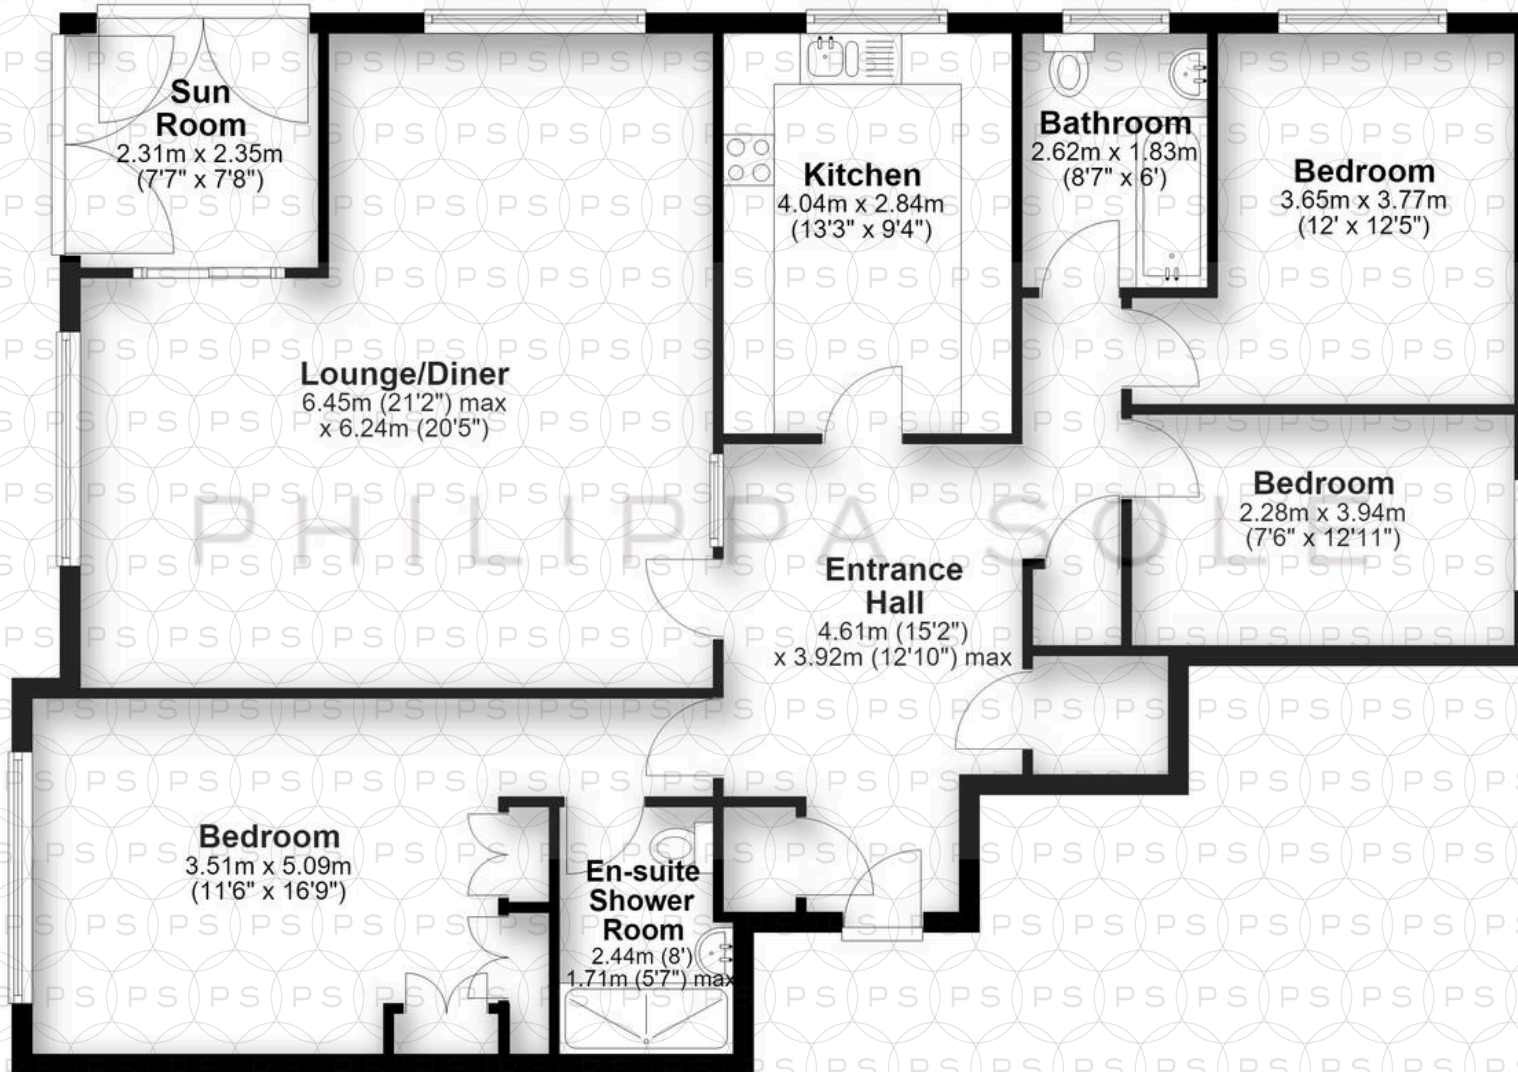 Sun
Room
2.31m x 2.35m
(7'7" x 7'8")
Kitchen
4.04m x 2.84m
(13'3" x 9'4")
Bathroom
2.62m x 1.83m
(8'7" x 6')
Bedroom
3.65m x 3.77m
(12' x 12'5")
Lounge/Diner
6.45m (21'2") max
x 6.24m (20'5")
Bedroom
2.28m x 3.94m
(7'6" x 12'11")
PHILIPPA SOLE
Entrance
Hall
4.61m (15'2")
x 3.92m (12'10") max
Bedroom
3.51m x 5.09m
(11'6" x 16'9")
En-suite
Shower
Room
2.44m (8')
1.71m (5'7") max